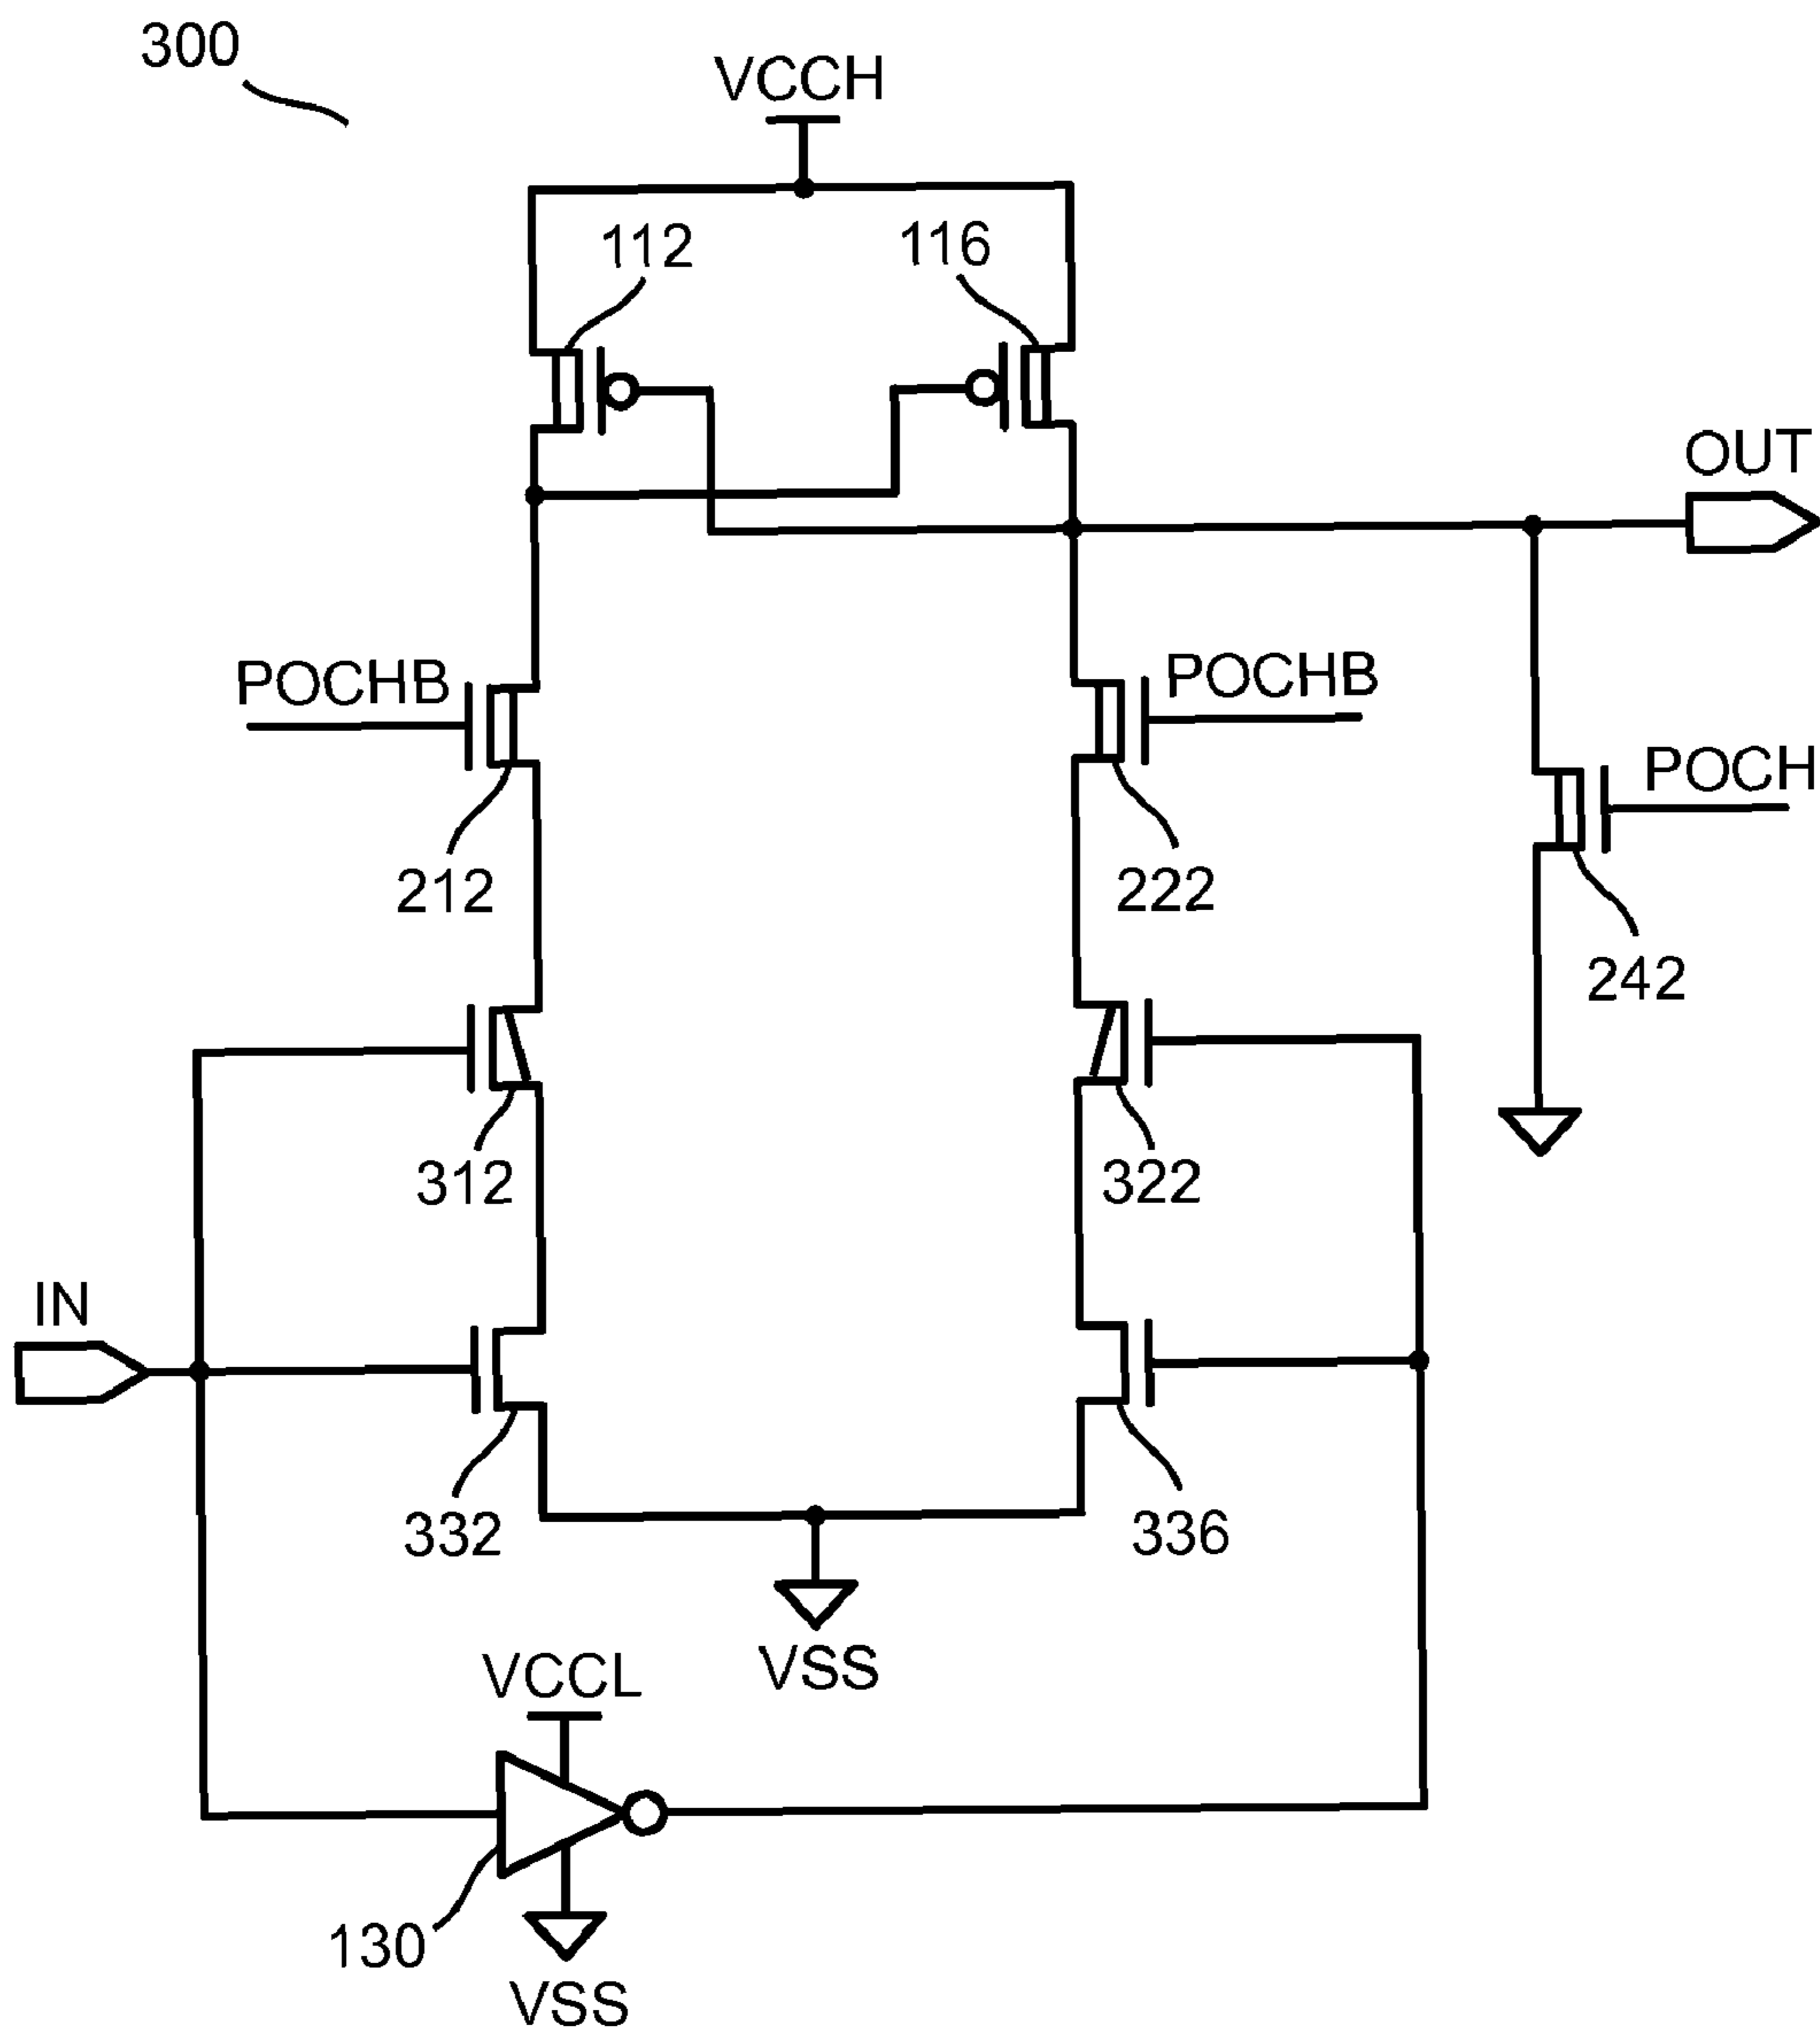 300
VCCH
112
116
OUT
POCHB
POCHB
POCH
212
222
242
312
322
IN
332
336
VSS
VCCL
130
VSS